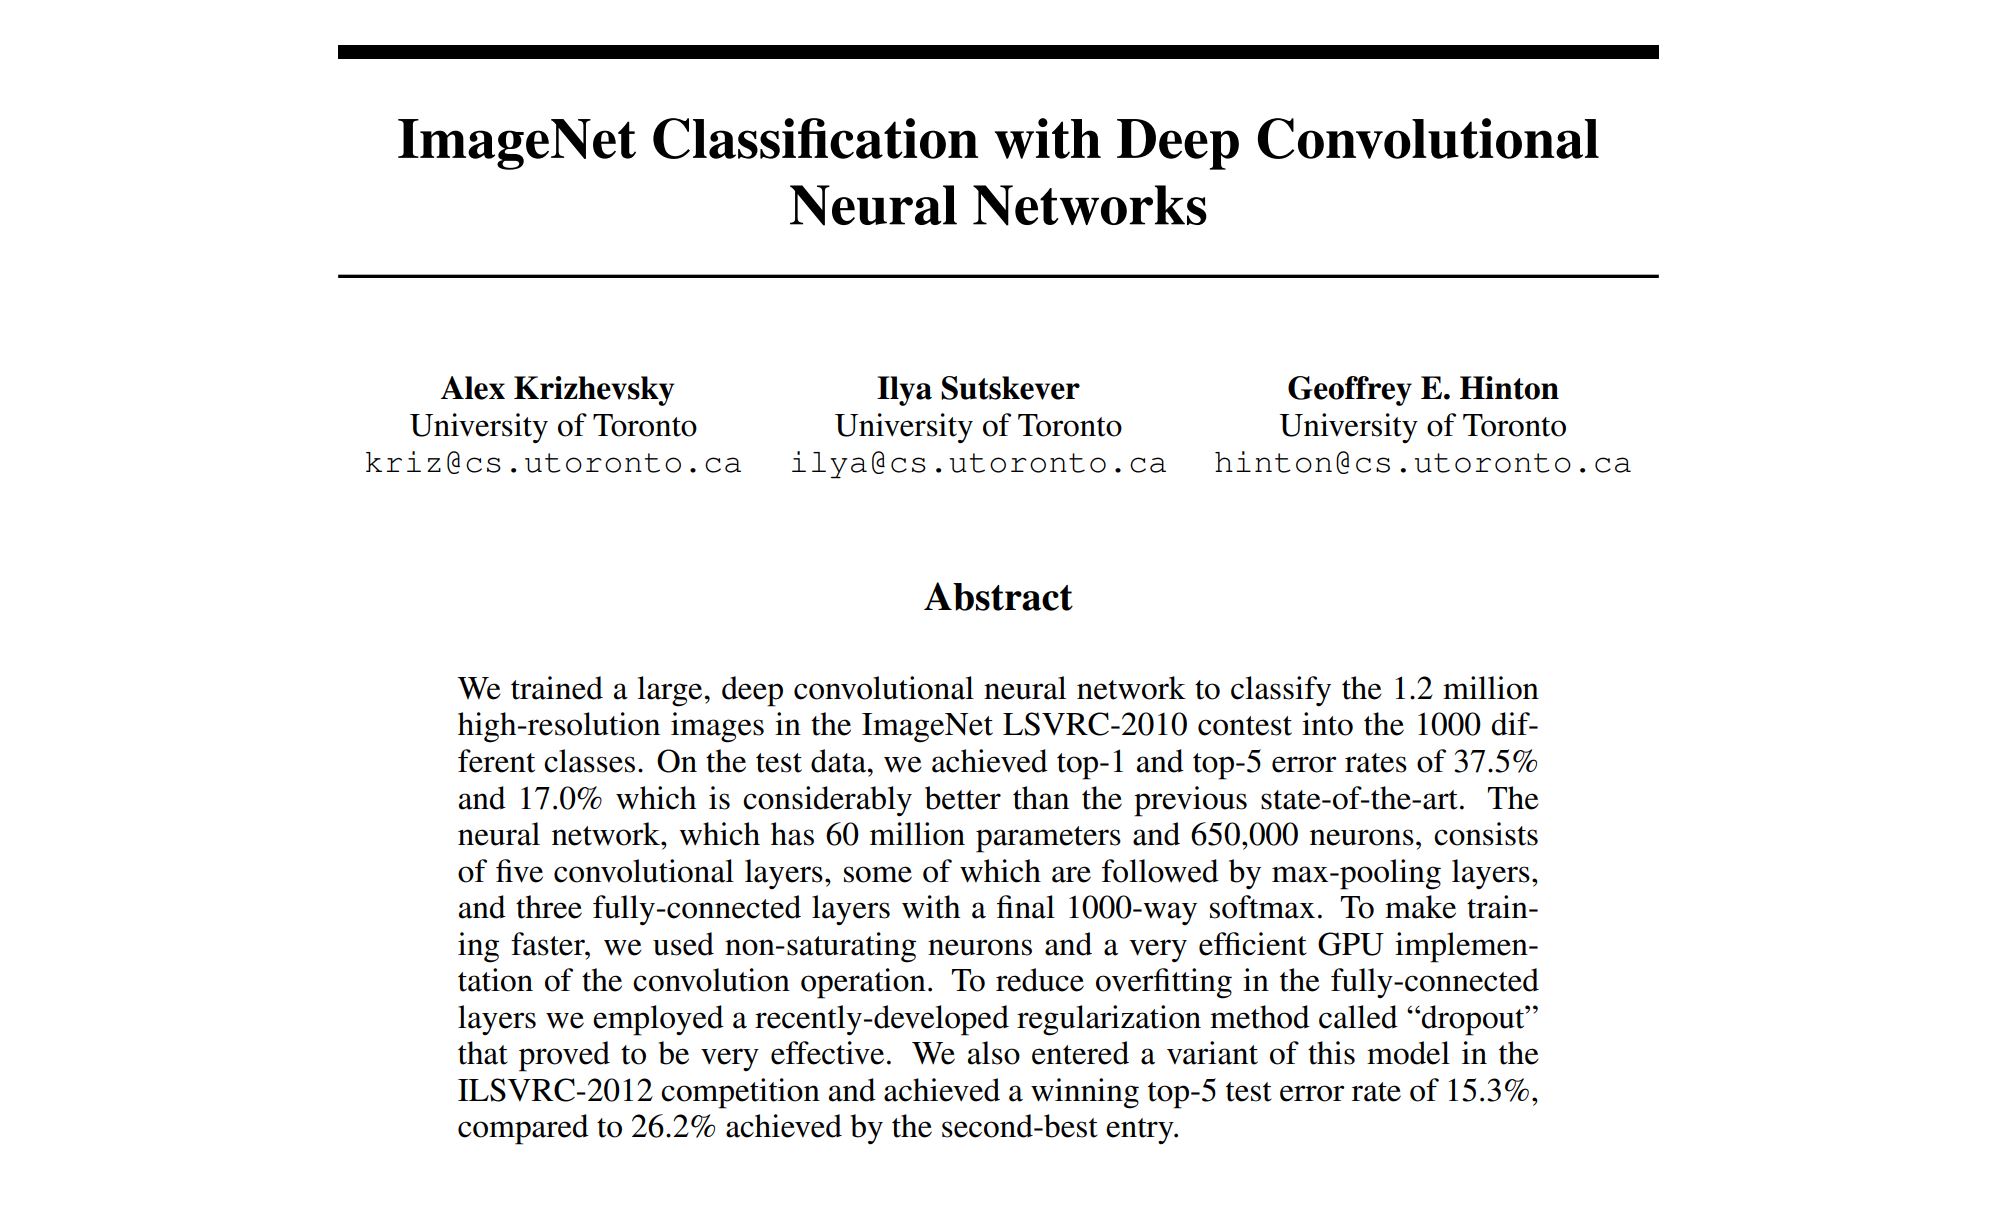 ImageNet Classification with Deep Convolutional
Neural Networks
Alex Krizhevsky
University of Toronto
kriz@cs.utoronto.ca
Ilya Sutskever
University of Toronto
ilya@cs.utoronto.ca
Geoffrey E. Hinton
University of Toronto
hinton@cs.utoronto.ca
Abstract
We trained a large, deep convolutional neural network to classify the 1.2 million
high-resolution images in the ImageNet LSVRC-2010 contest into the 1000 dif-
ferent classes. On the test data, we achieved top-1 and top-5 error rates of 37.5%
and 17.0% which is considerably better than the previous state-of-the-art. The
neural network, which has 60 million parameters and 650,000 neurons, consists
of five convolutional layers, some of which are followed by max-pooling layers,
and three fully-connected layers with a final 1000-way softmax. To make train-
ing faster, we used non-saturating neurons and a very efficient GPU implemen-
tation of the convolution operation. To reduce overfitting in the fully-connected
layers we employed a recently-developed regularization method called “dropout”
that proved to be very effective. We also entered a variant of this model in the
ILSVRC-2012 competition and achieved a winning top-5 test error rate of 15.3%,
compared to 26.2% achieved by the second-best entry.